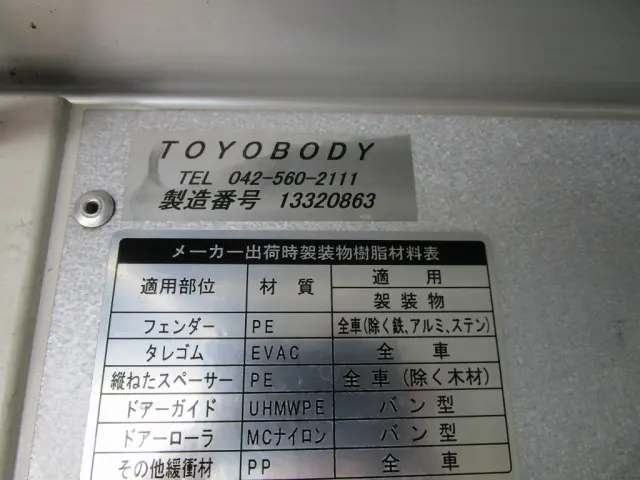 TOYOBODY
TEL 042-560-2111
製造番号 13320863
メーカー出荷時架装物樹脂材料表
適用部位 材質 適用
架装物
フェンダー PE 全車(除く鉄、アルミ、ステン)
タレゴム EVAC 全車
縦ねたスペーサー PE 全車(除く木材)
ドアーガイド UHMWPE バン型
ドアーローラ MCナイロン バン型
その他緩衝材 PP 全車